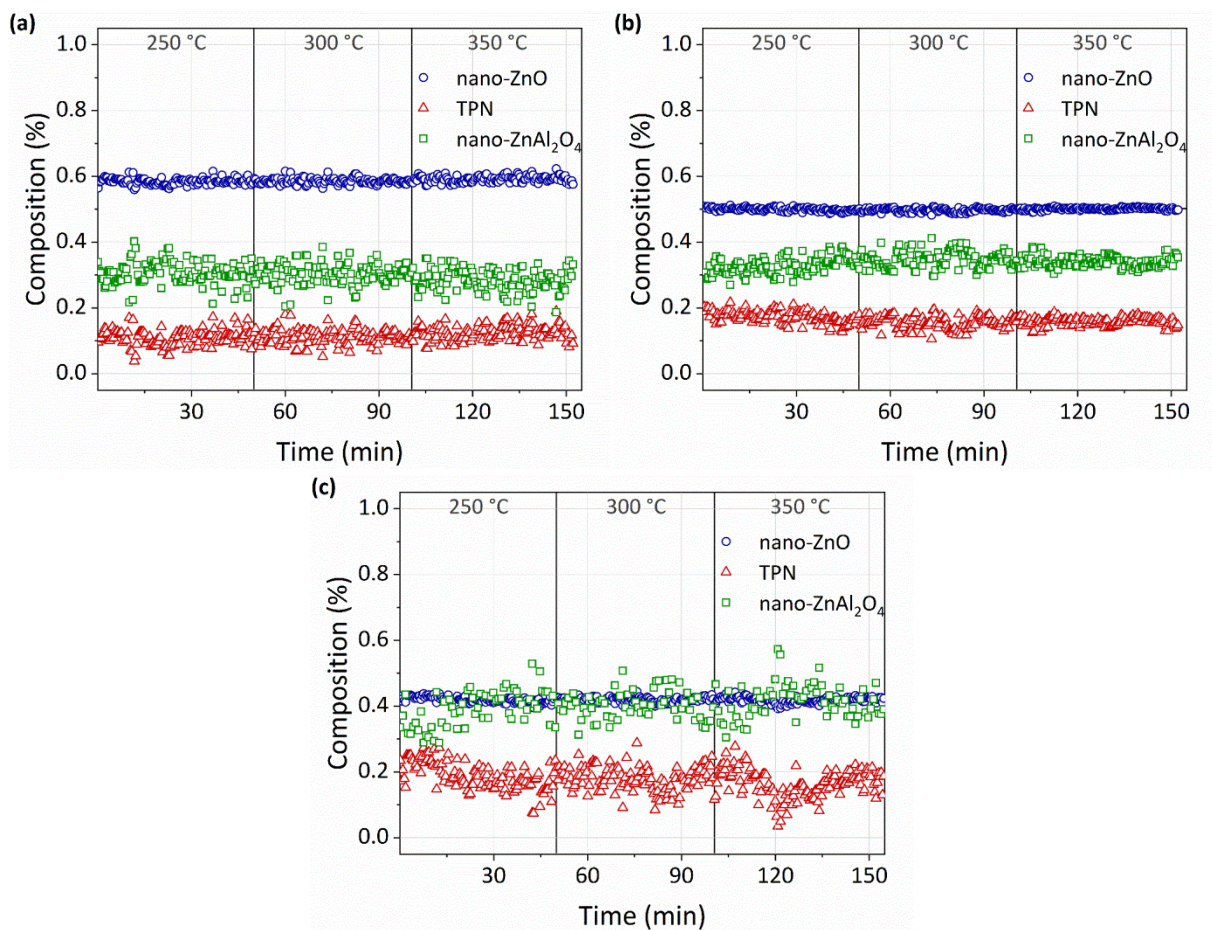 (a)
250 °C 300 °C 350 °C
nano-ZnO
TPN
nano-ZnAl₂O₄
1.0
0.8
0.6
0.4
0.2
0.0
Composition (%)
30 60 90 120 150
Time (min)
(b)
250 °C 300 °C 350 °C
nano-ZnO
TPN
nano-ZnAl₂O₄
1.0
0.8
0.6
0.4
0.2
0.0
Composition (%)
30 60 90 120 150
Time (min)
(c)
250 °C 300 °C 350 °C
nano-ZnO
TPN
nano-ZnAl₂O₄
1.0
0.8
0.6
0.4
0.2
0.0
Composition (%)
30 60 90 120 150
Time (min)